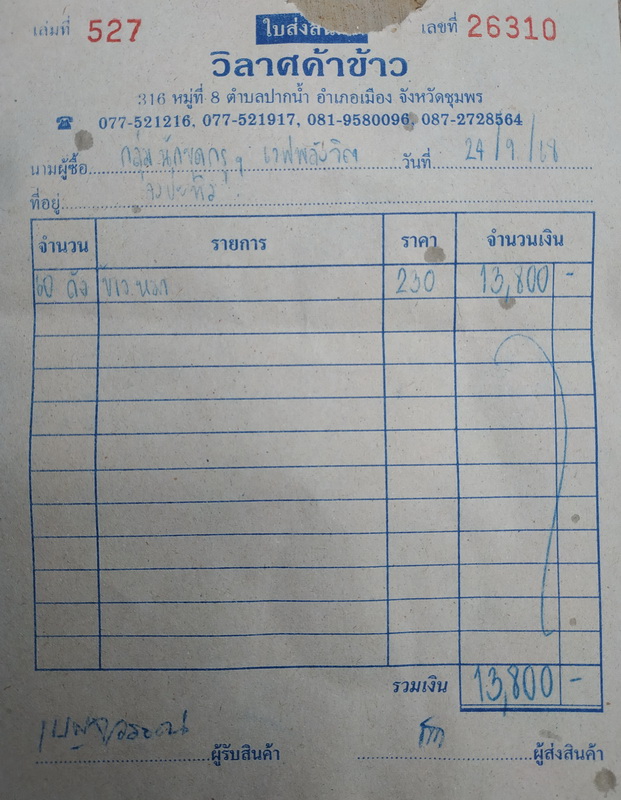 เล่มที่ 527 ใบส่งสินค้า เลขที่ 26310
วิลาศค้าข้าว
316 หมู่ที่ 8 ตำบลปากน้ำ อำเภอเมือง จังหวัดชุมพร
☎ 077-521216, 077-521917, 081-9580096, 087-2728564
นามผู้ซื้อ วันที่ 24/9/68
ที่อยู่
จำนวน รายการ ราคา จำนวนเงิน
60 ถัง ข้าว 230 13,800 -
รวมเงิน 13,800 -
ผู้รับสินค้า ผู้ส่งสินค้า